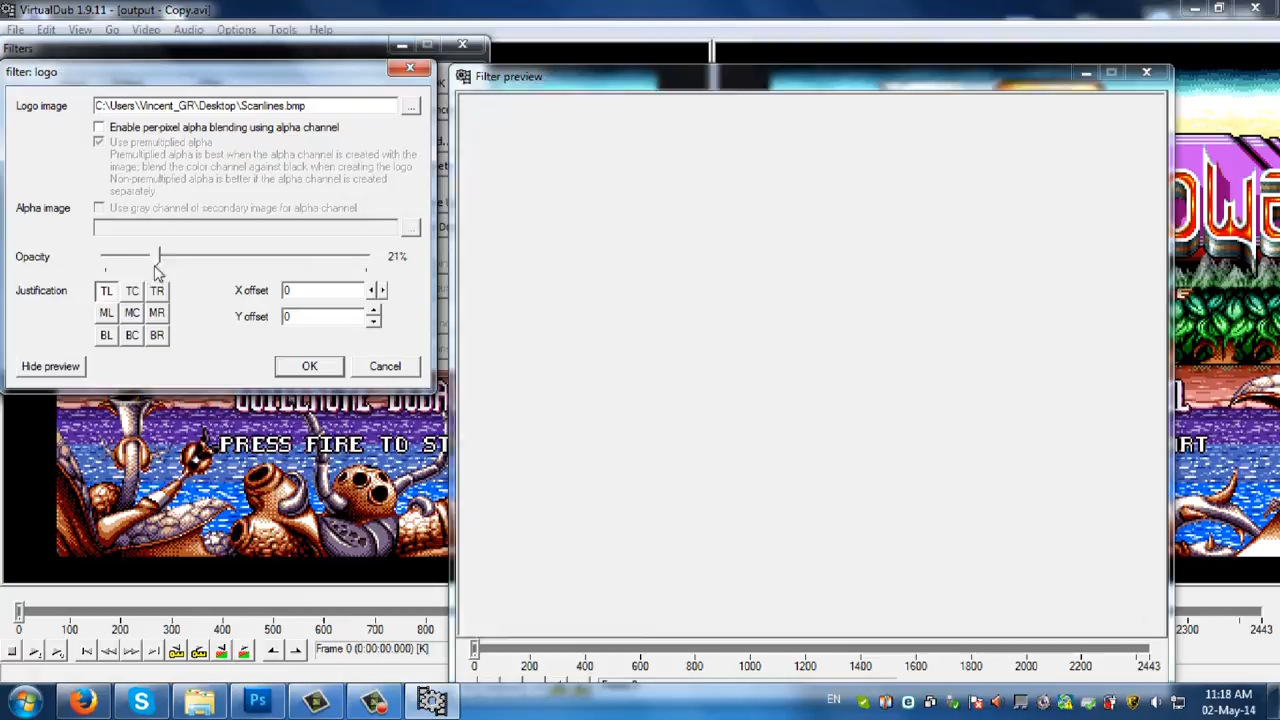 VirtualDub 1.9.11 - [output - Copy.avi]
File Edit View Go Video Audio Options Tools Help
Filters
filter: logo
Filter preview
Logo image C:\Users\Vincent_GR\Desktop\Scanlines.bmp ...
Enable per-pixel alpha blending using alpha channel
Use premultiplied alpha
Premultiplied alpha is best when the alpha channel is created with the
image; blend the color channel against black when creating the logo
Non-premultiplied alpha is better if the alpha channel is created
separately
Alpha image Use gray channel of secondary image for alpha channel
...
Opacity 21%
Justification TL TC TR X offset 0
ML MC MR Y offset 0
BL BC BR
Hide preview OK Cancel
PRESS FIRE TO ST
ART
0 100 200 300 400 500 600 700 800 2300 2443
Frame 0 (0:00:00.000) [K]
0 200 400 600 800 1000 1200 1400 1600 1800 2000 2200 2443
EN 11:18 AM
02-May-14